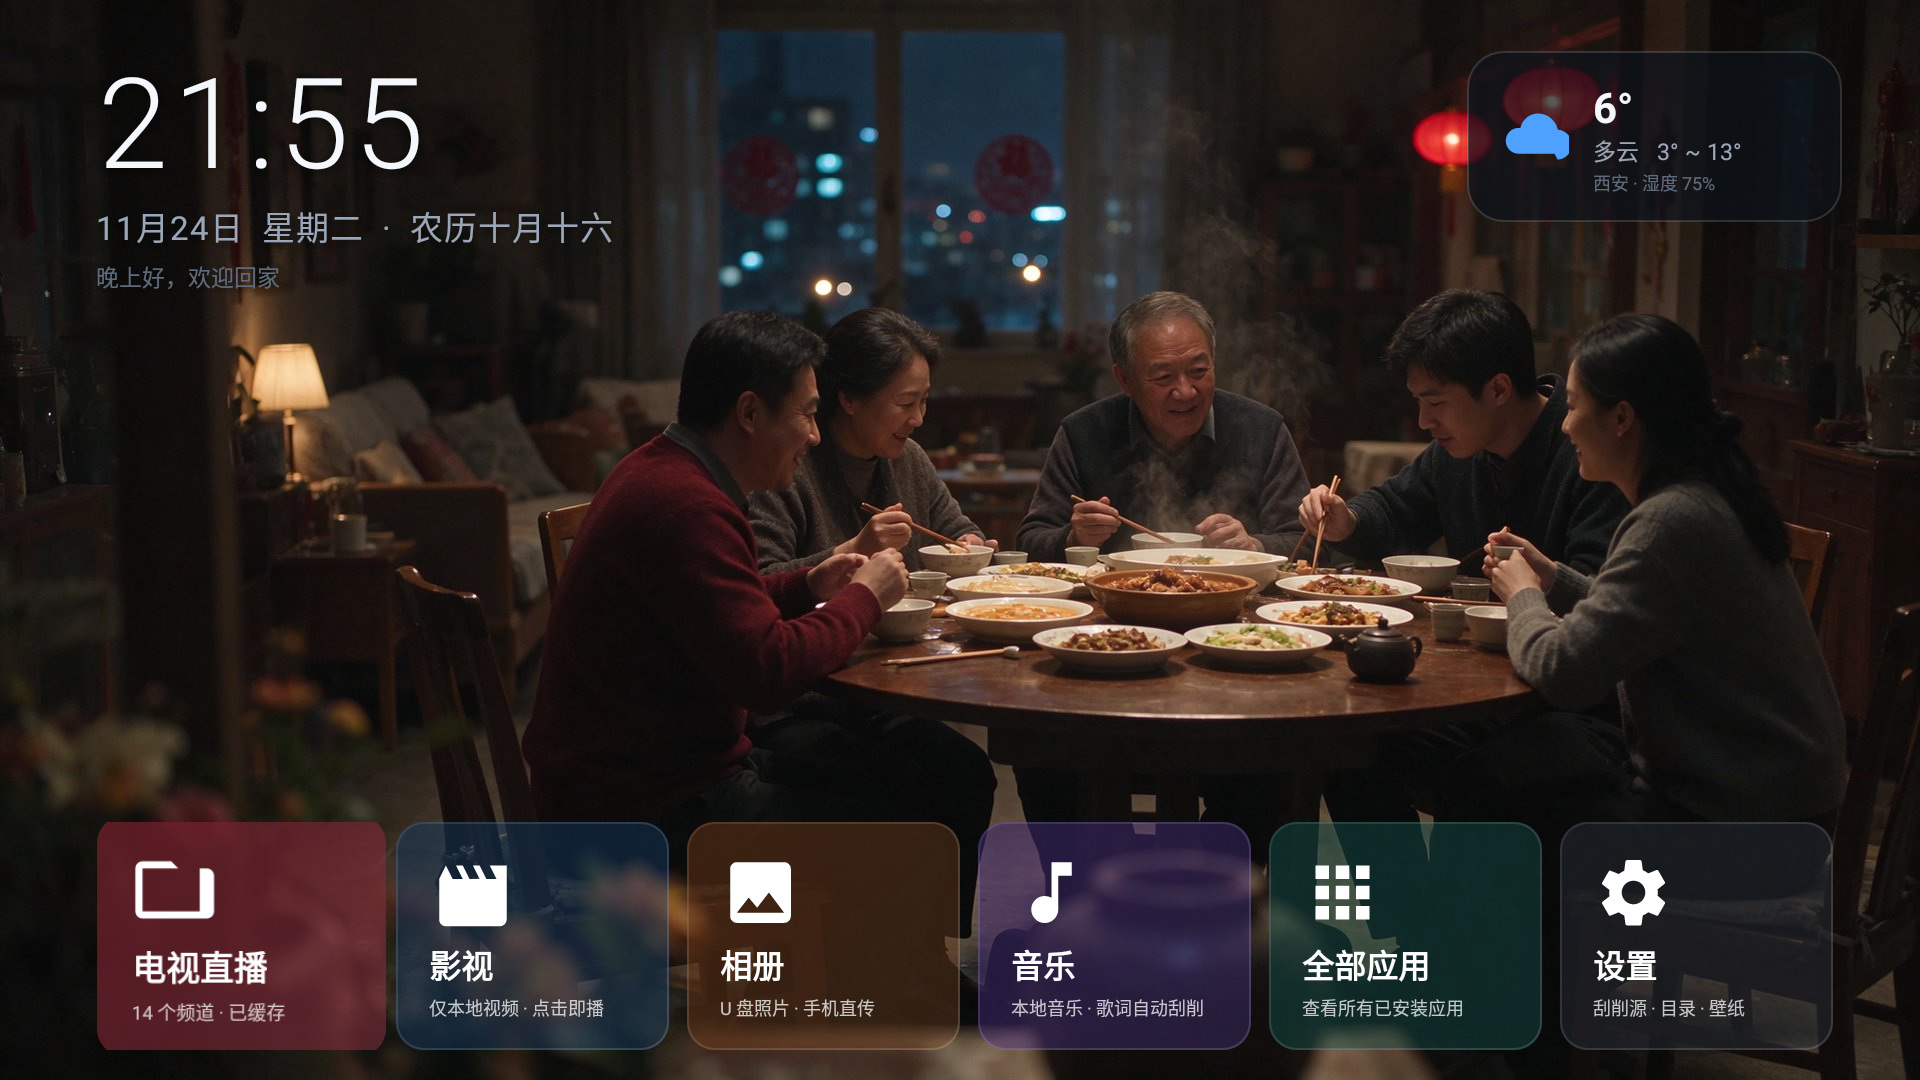 21:55
11月24日 星期二 · 农历十月十六
晚上好，欢迎回家
6°
多云 3° ~ 13°
西安 · 湿度 75%
电视直播
14 个频道 · 已缓存
影视
仅本地视频 · 点击即播
相册
U 盘照片 · 手机直传
音乐
本地音乐 · 歌词自动刮削
全部应用
查看所有已安装应用
设置
刮削源 · 目录 · 壁纸